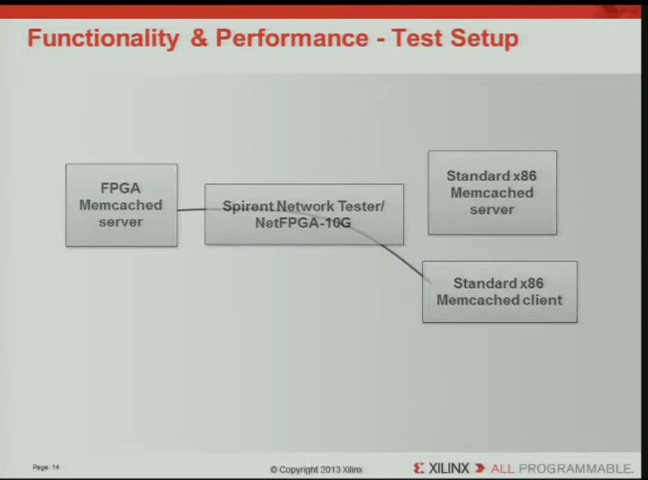 Functionality & Performance - Test Setup
FPGA
Memcached
server
Spirent Network Tester/
NetFPGA-10G
Standard x86
Memcached
server
Standard x86
Memcached client
Page 14
© Copyright 2013 Xilinx
XILINX
ALL PROGRAMMABLE.